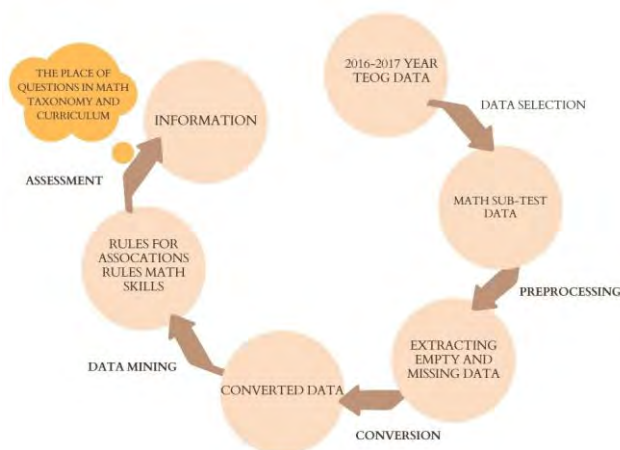 2016-2017 YEAR
TEOG DATA
DATA SELECTION
MATH SUB-TEST
DATA
PREPROCESSING
EXTRACTING
EMPTY AND
MISSING DATA
CONVERSION
CONVERTED DATA
DATA MINING
RULES FOR
ASSOCATIONS
RULES MATH
SKILLS
ASSESSMENT
THE PLACE OF
QUESTIONS IN MATH
TAXONOMY AND
CURRICULUM
INFORMATION